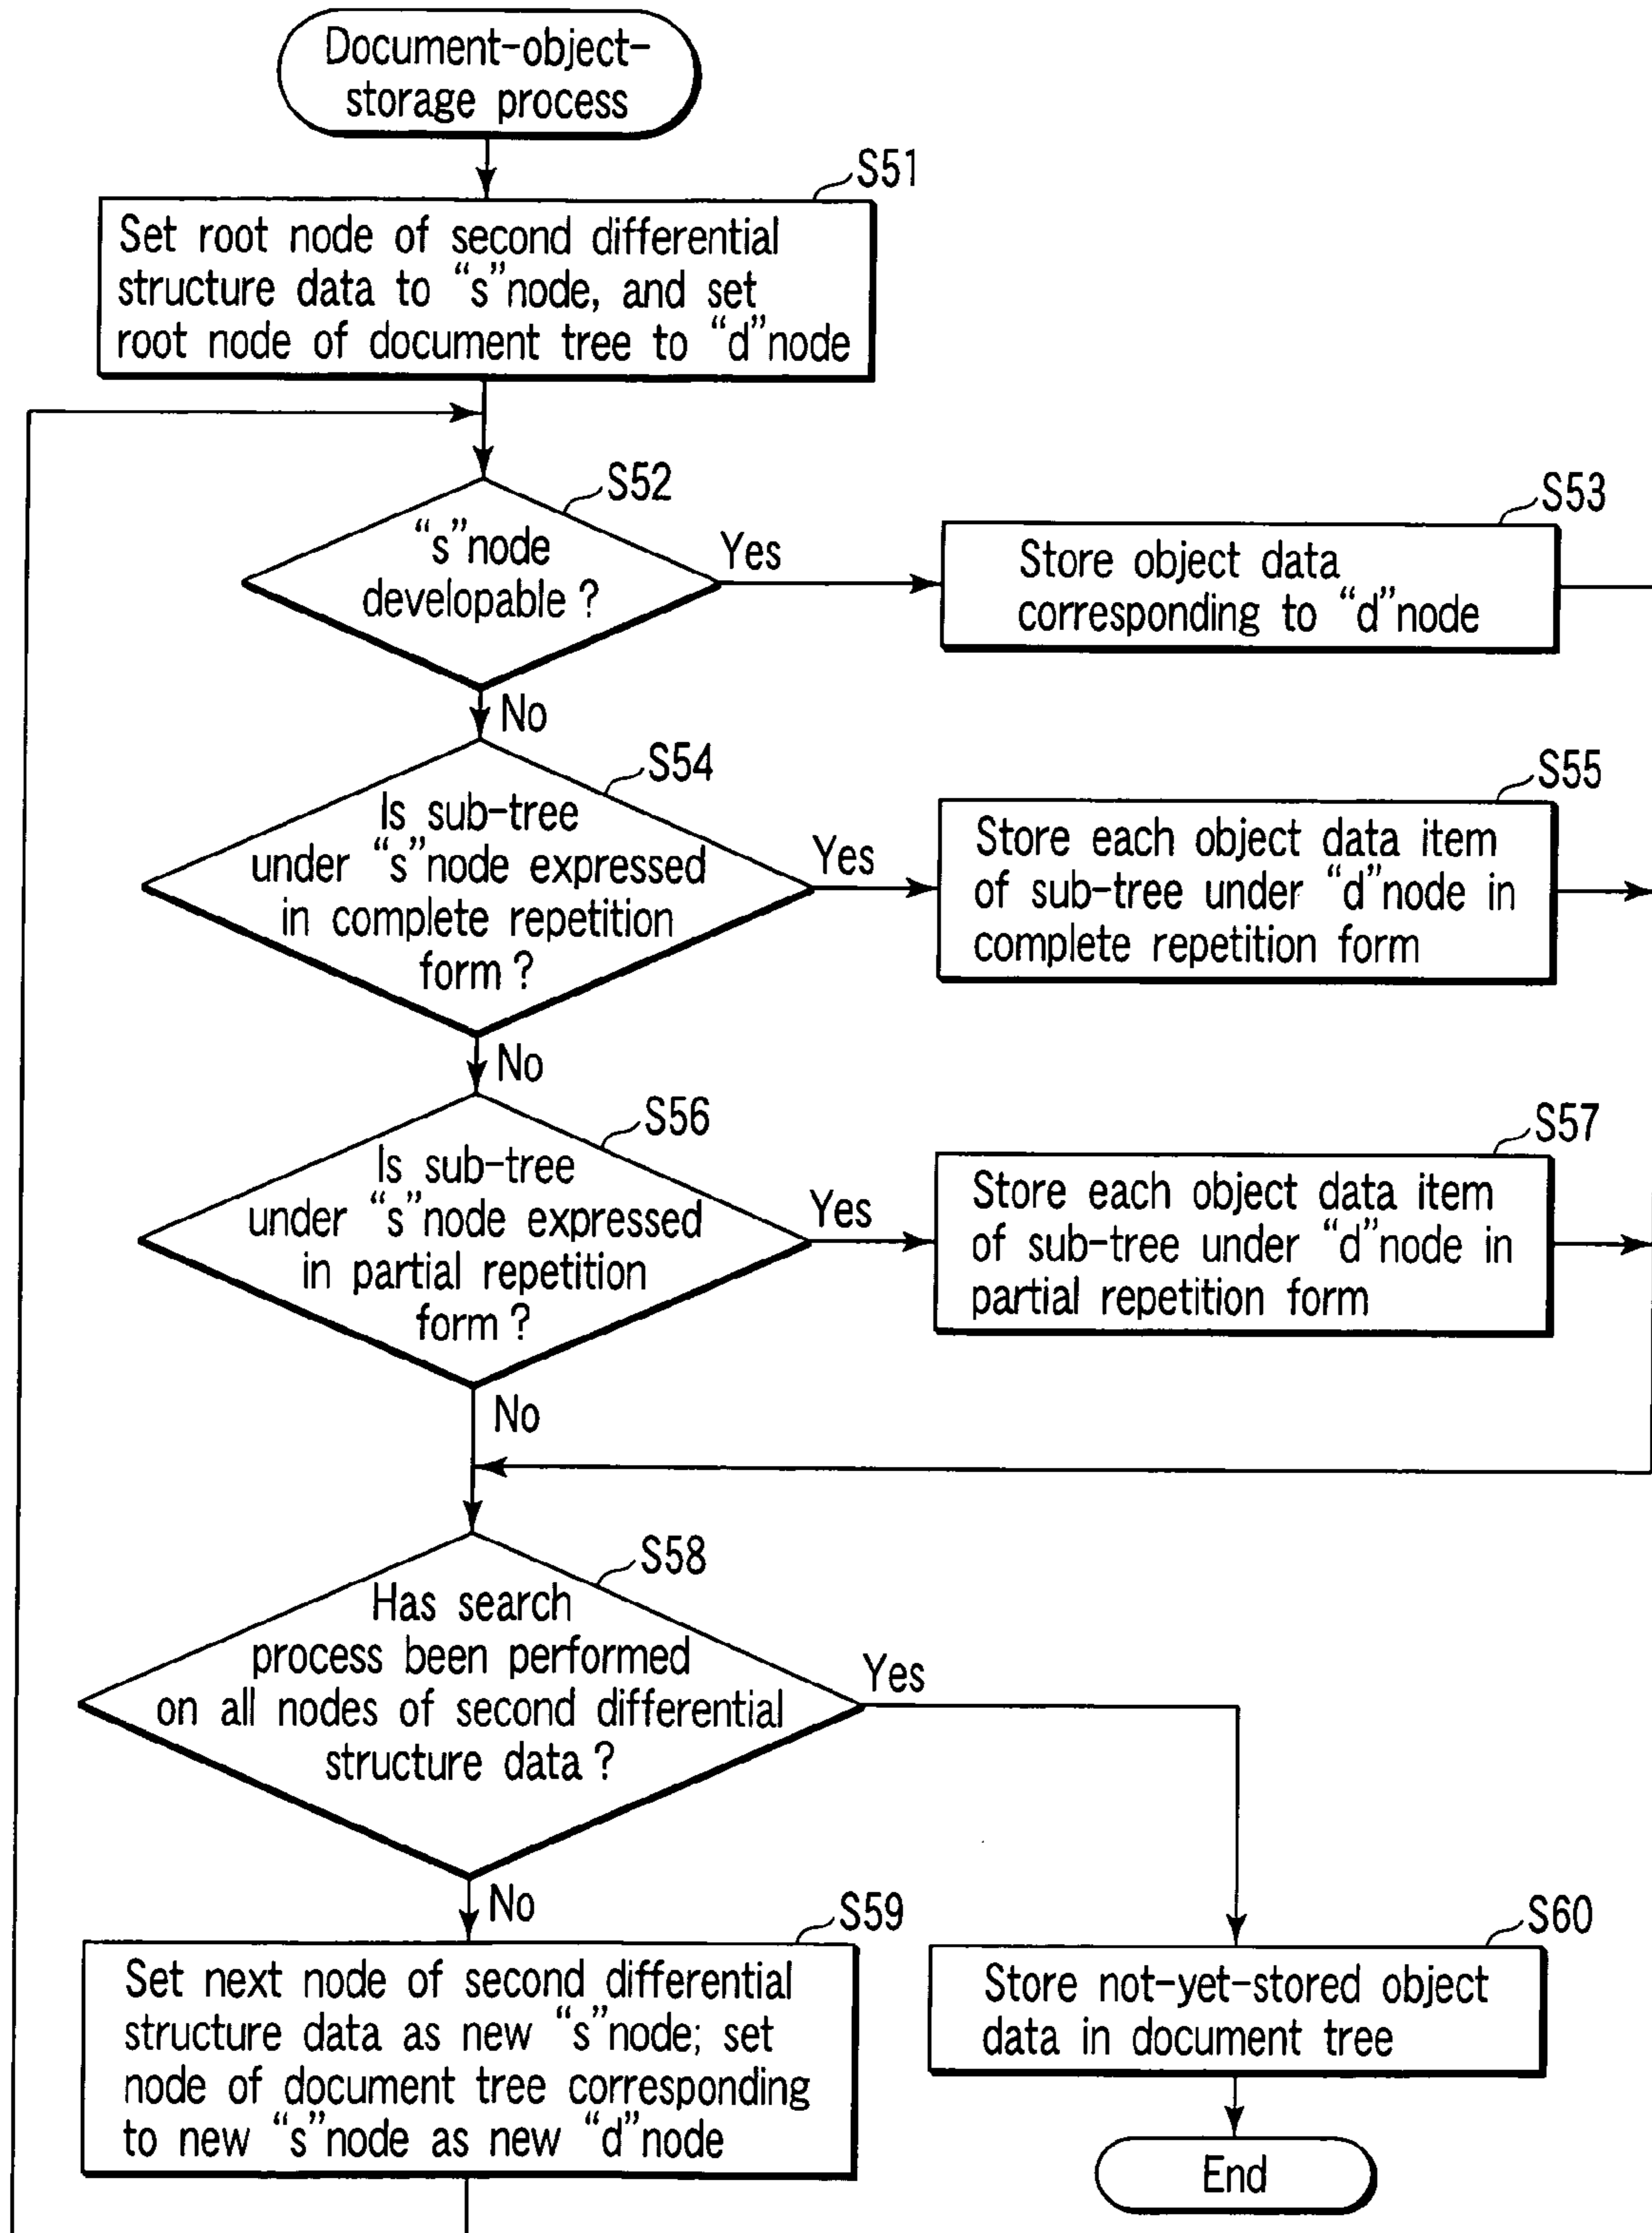 Document-object-
storage process
S51
Set root node of second differential
structure data to “s”node, and set
root node of document tree to “d”node
S52
“s”node
developable ?
Yes
No
S53
Store object data
corresponding to “d”node
S54
Is sub-tree
under “s”node expressed
in complete repetition
form ?
Yes
No
S55
Store each object data item
of sub-tree under “d”node in
complete repetition form
S56
Is sub-tree
under “s”node expressed
in partial repetition
form ?
Yes
No
S57
Store each object data item
of sub-tree under “d”node in
partial repetition form
S58
Has search
process been performed
on all nodes of second differential
structure data ?
Yes
No
S59
Set next node of second differential
structure data as new “s”node; set
node of document tree corresponding
to new “s”node as new “d”node
S60
Store not-yet-stored object
data in document tree
End